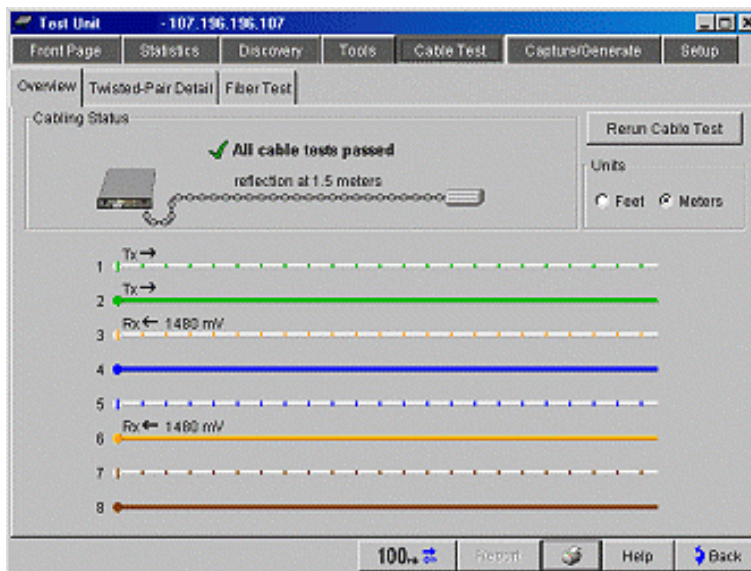 Test Unit - 107.196.196.107
Front Page Statistics Discovery Tools Cable Test Capture/Generate Setup
Overview Twisted-Pair Detail Fiber Test
Cabling Status
All cable tests passed
reflection at 1.5 meters
Rerun Cable Test
Units
Feet Meters
1 Tx
2 Tx
3 Rx 1480 mV
4
5
6 Rx 1480 mV
7
8
100 Report Help Back